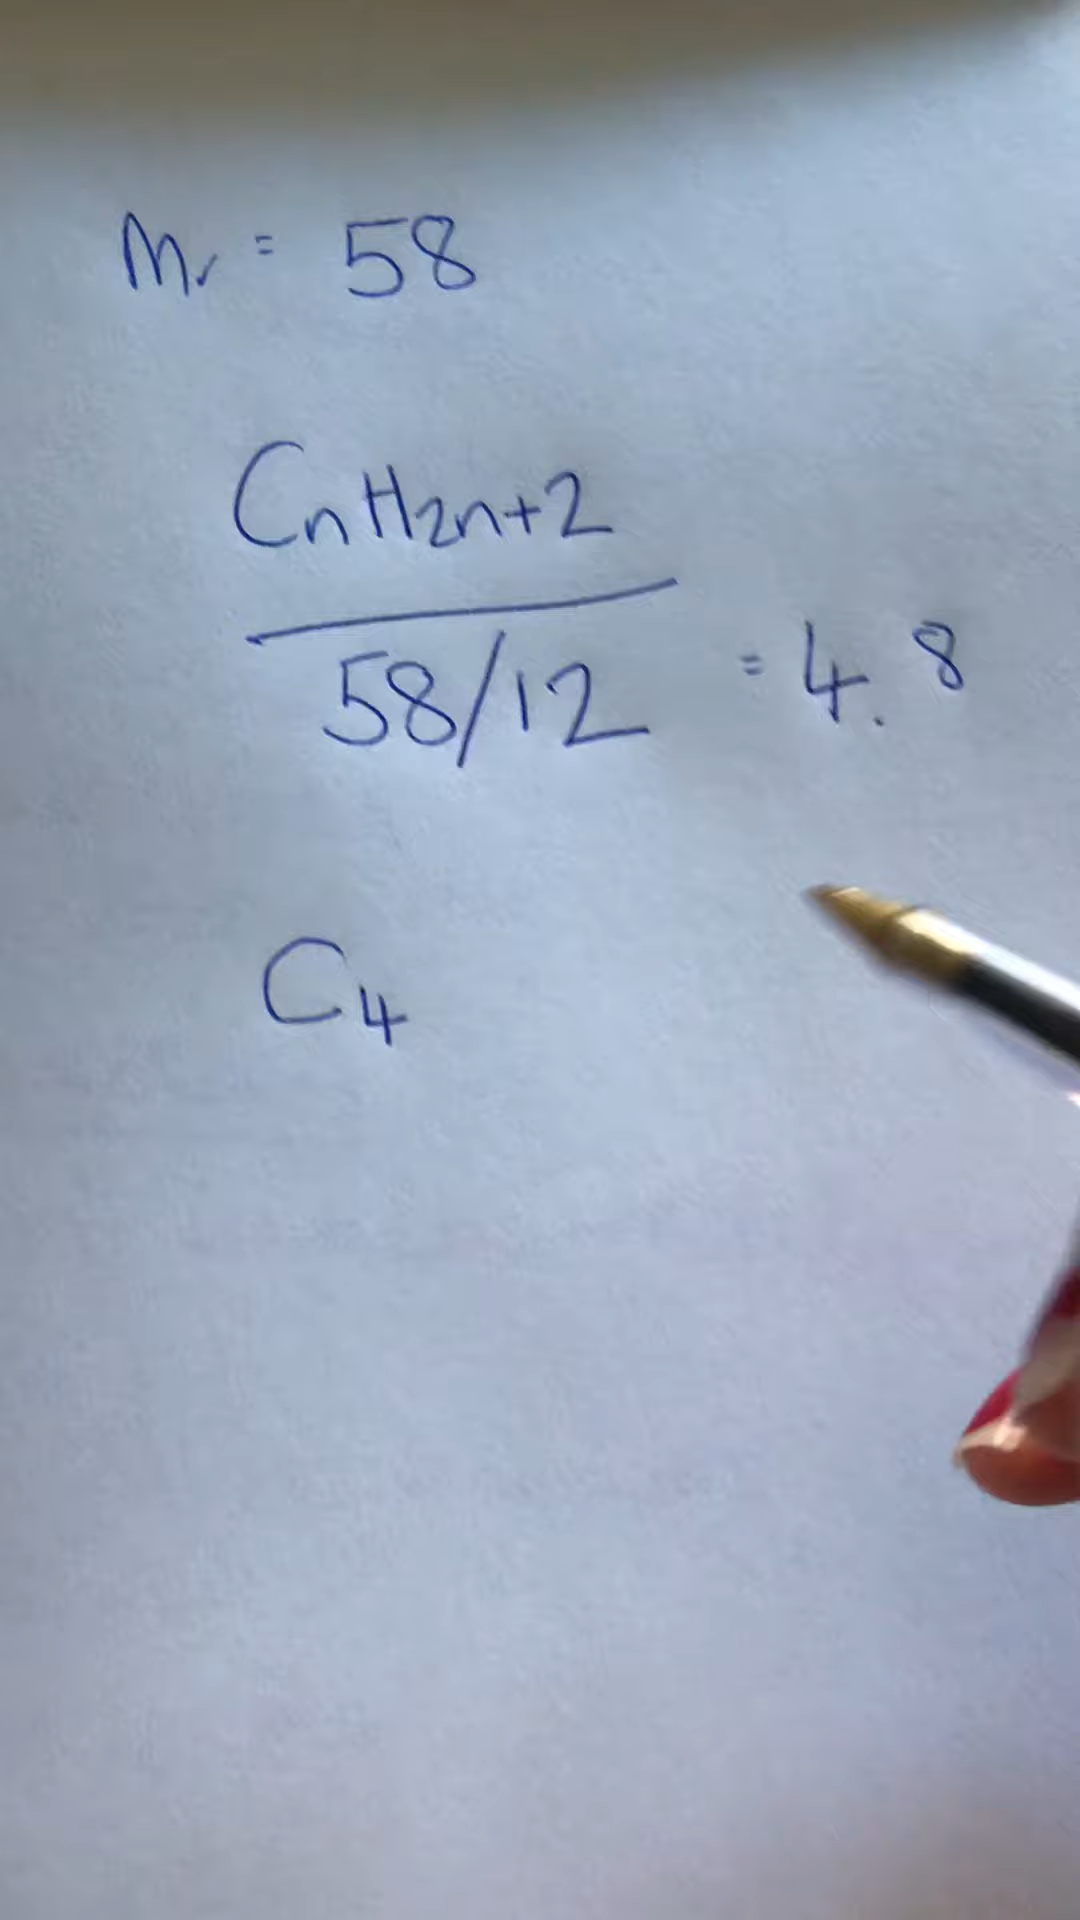 Mr = 58
CnH2n+2
58/12 = 4.8
C4